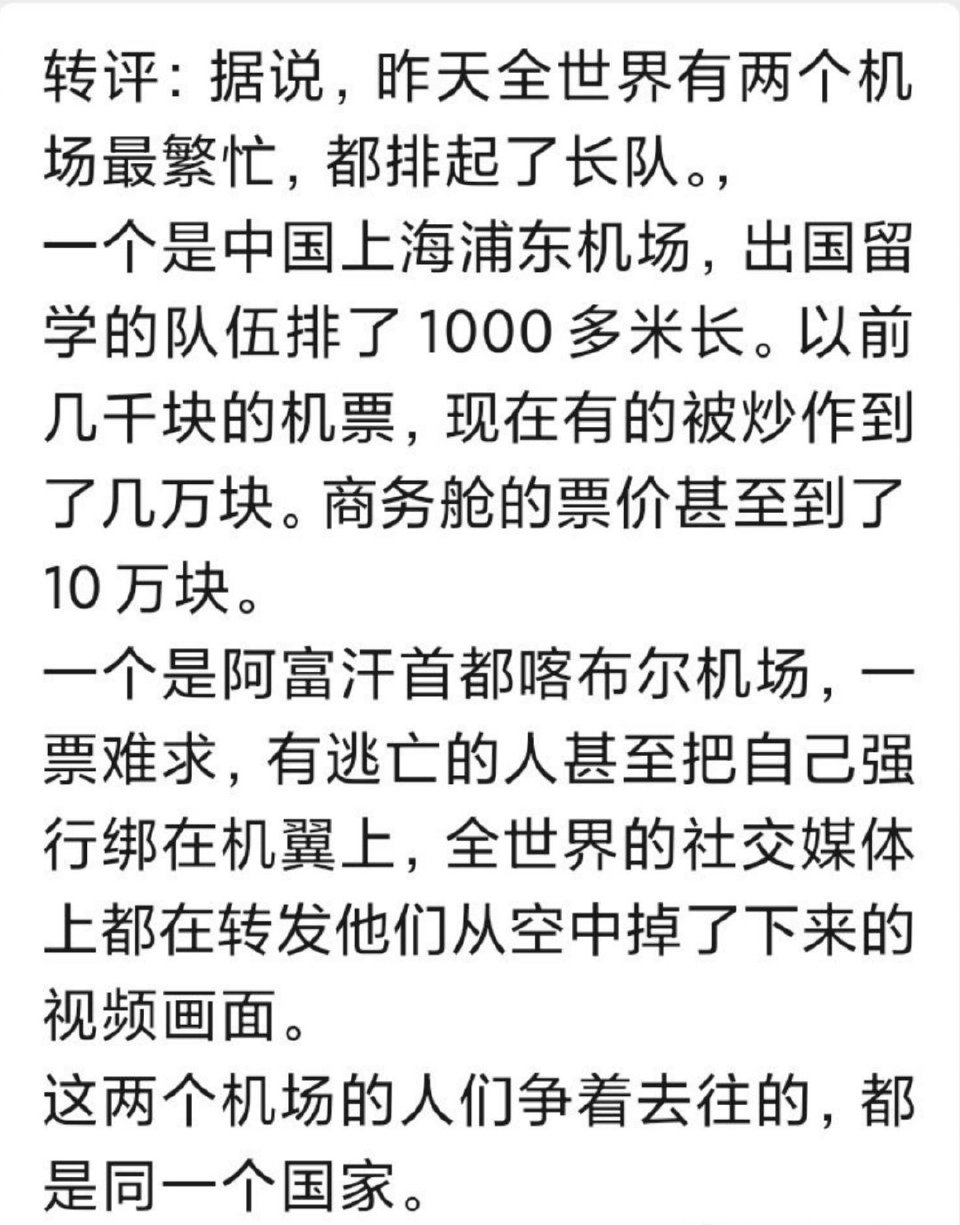 转评：据说，昨天全世界有两个机
场最繁忙，都排起了长队。，
一个是中国上海浦东机场，出国留
学的队伍排了1000多米长。以前
几千块的机票，现在有的被炒作到
了几万块。商务舱的票价甚至到了
10万块。
一个是阿富汗首都喀布尔机场，一
票难求，有逃亡的人甚至把自己强
行绑在机翼上，全世界的社交媒体
上都在转发他们从空中掉了下来的
视频画面。
这两个机场的人们争着去往的，都
是同一个国家。